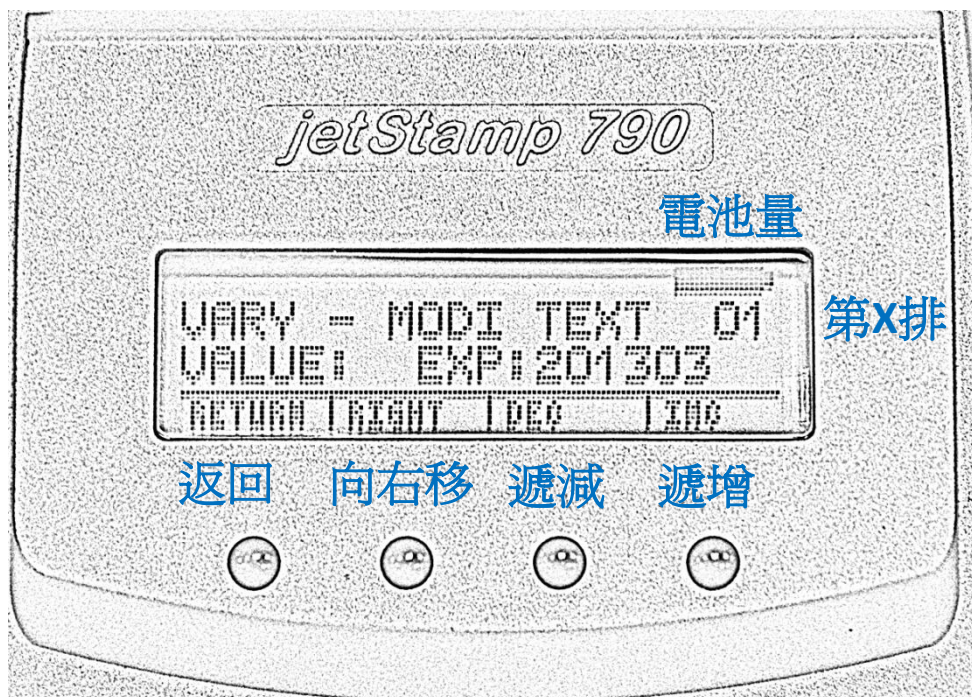 jetStamp 790
電池量
VARY - MODI TEXT 01
第X排
VALUE: EXP:201303
RETURN RIGHT DEC INC
返回 向右移 遞減 遞增